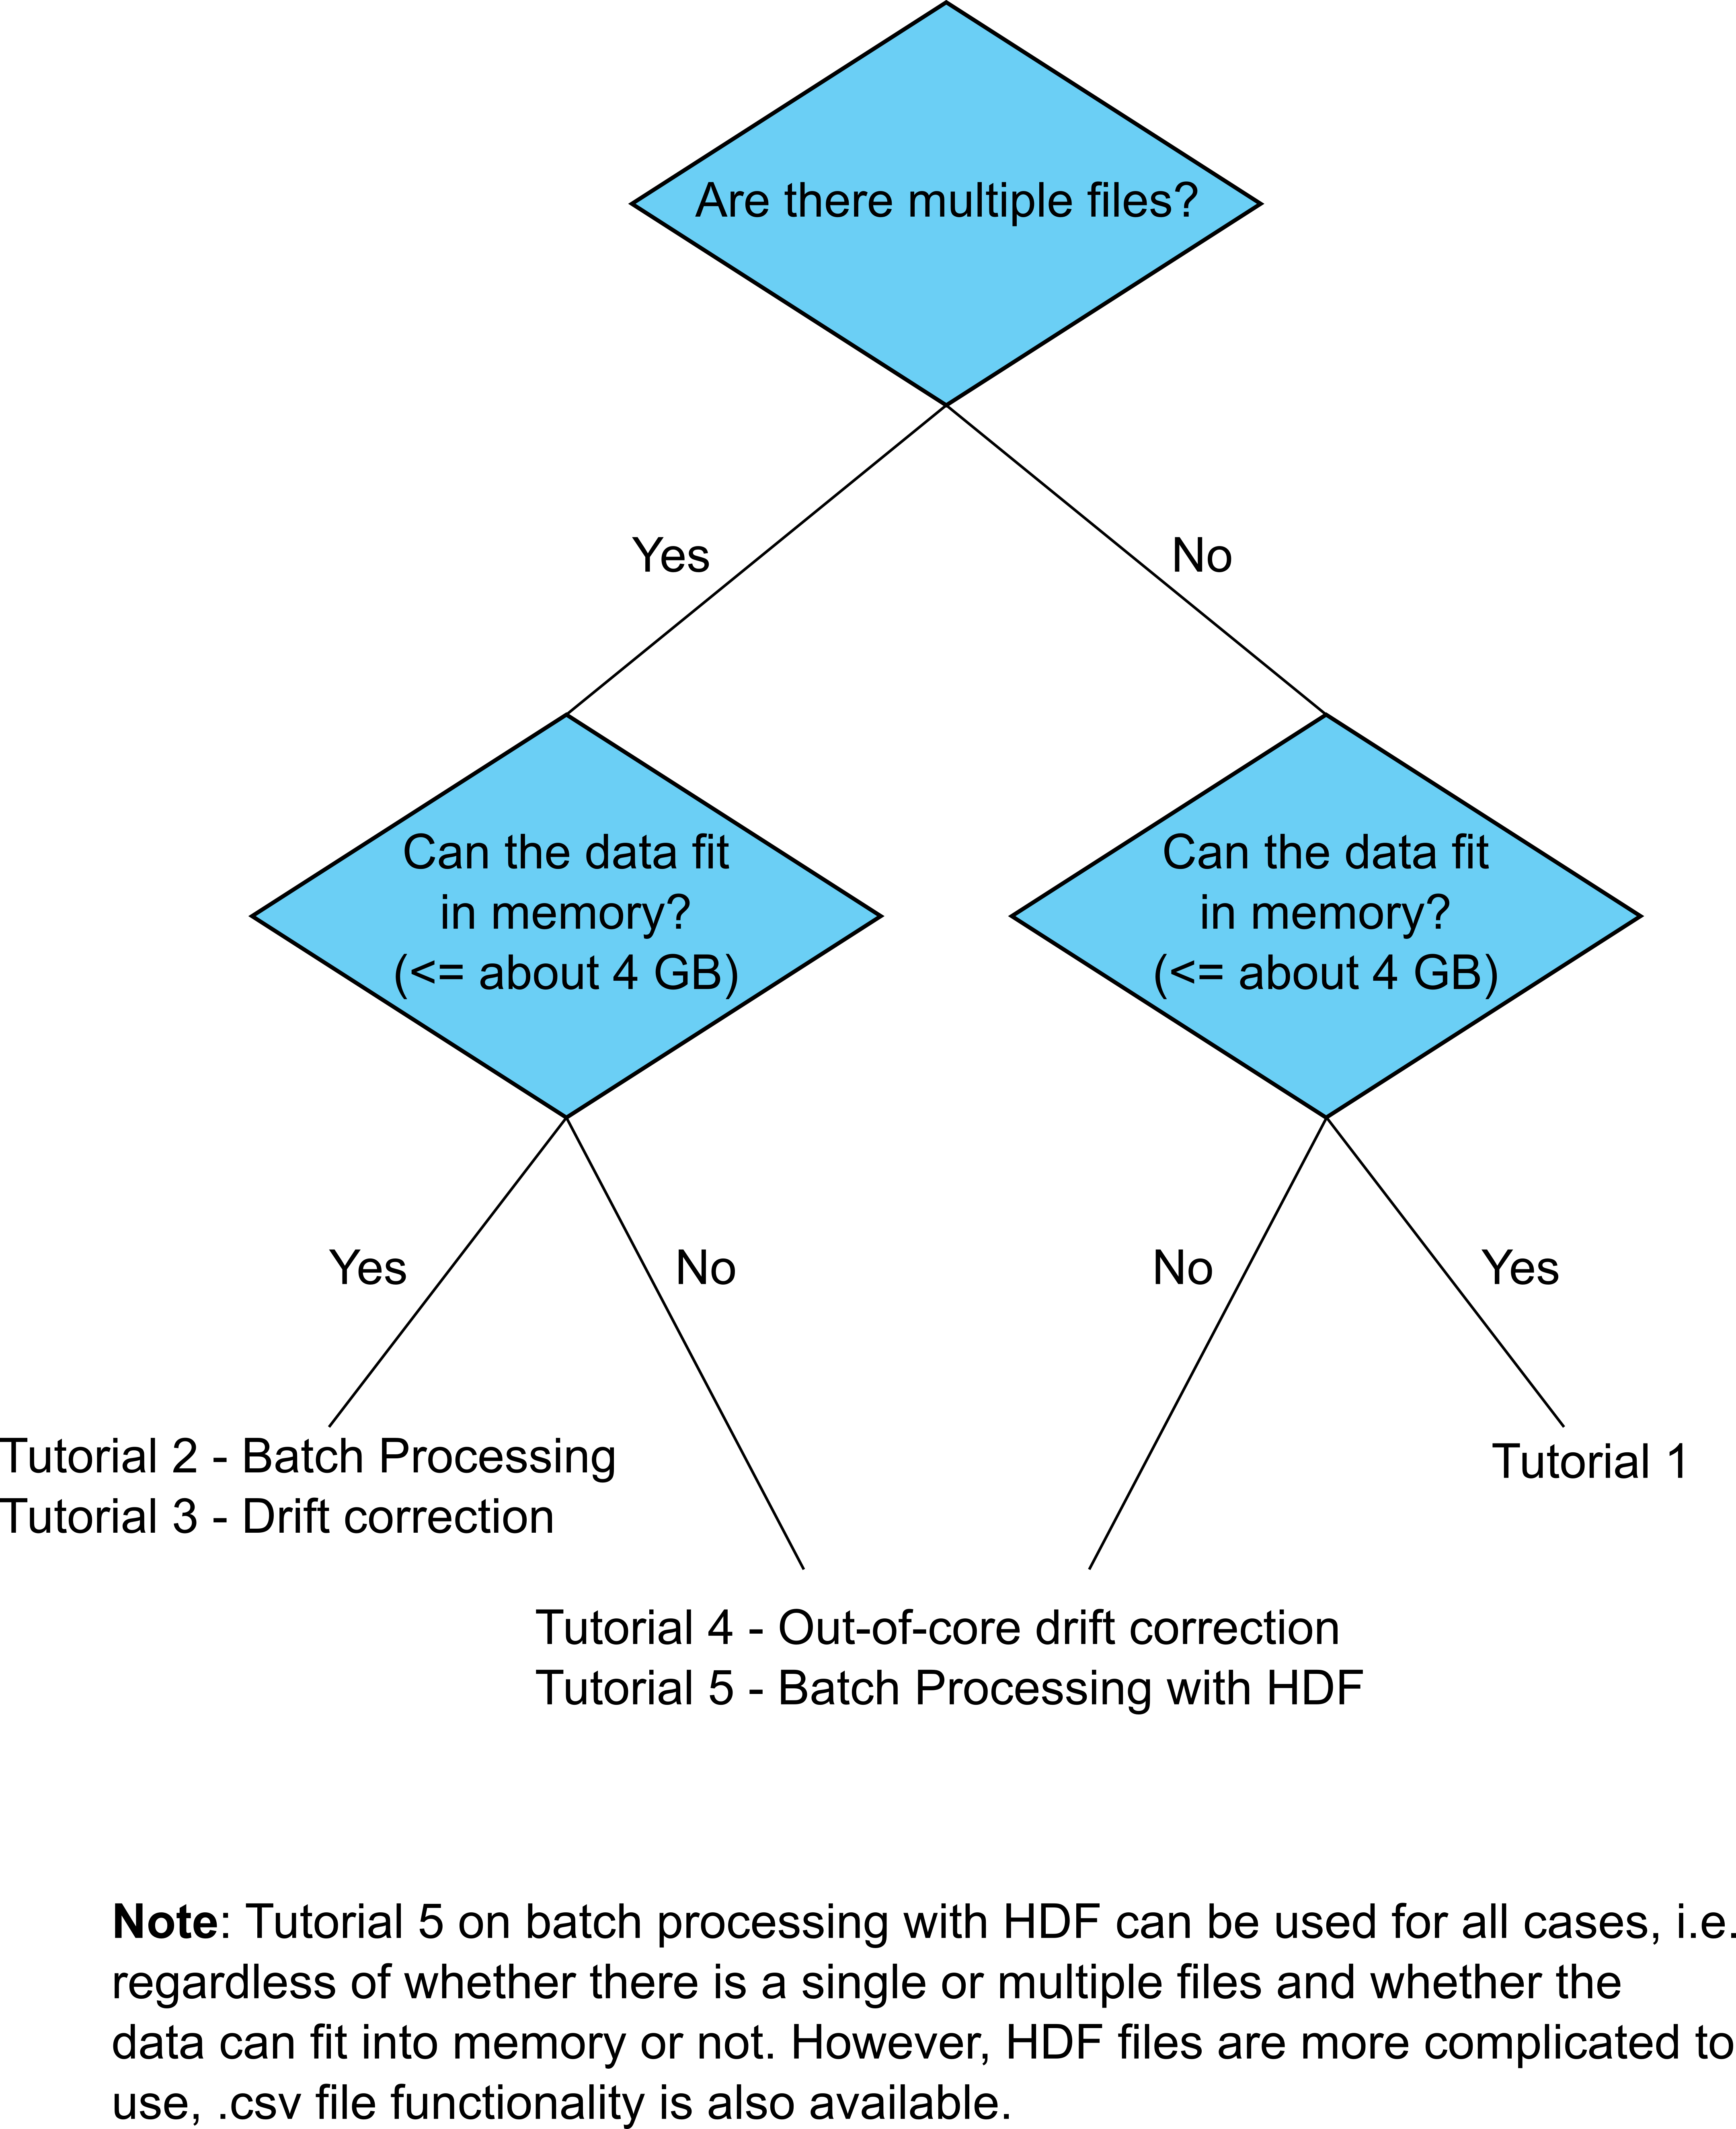 Are there multiple files?
Yes
No
Can the data fit
in memory?
(<= about 4 GB)
Can the data fit
in memory?
(<= about 4 GB)
Yes
No
No
Yes
Tutorial 2 - Batch Processing
Tutorial 3 - Drift correction
Tutorial 1
Tutorial 4 - Out-of-core drift correction
Tutorial 5 - Batch Processing with HDF
Note: Tutorial 5 on batch processing with HDF can be used for all cases, i.e.
regardless of whether there is a single or multiple files and whether the
data can fit into memory or not. However, HDF files are more complicated to
use, .csv file functionality is also available.